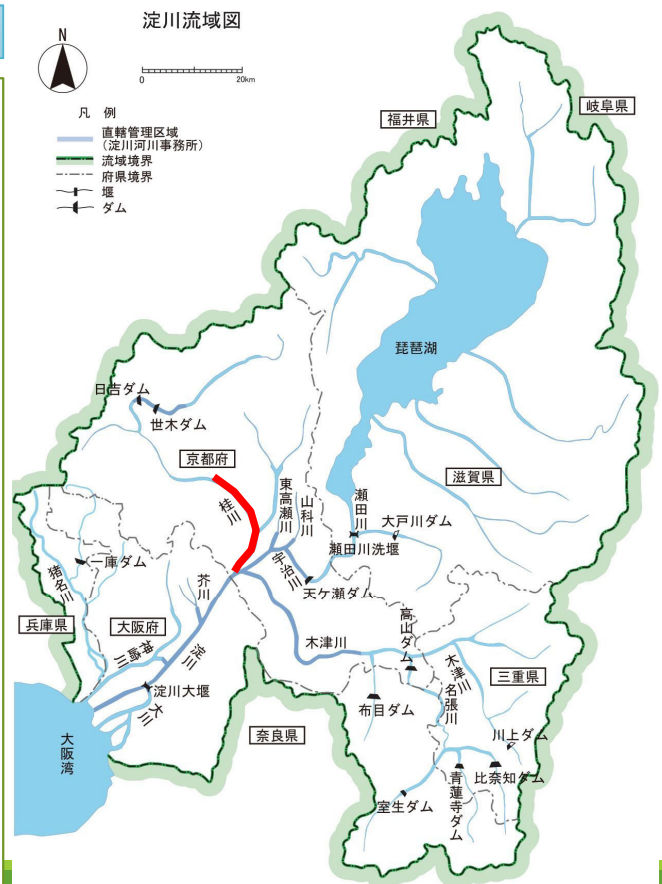 淀川流域図
N
0
20km
凡 例
直轄管理区域
(淀川河川事務所)
流域境界
府県境界
堰
ダム
福井県
岐阜県
琵琶湖
日吉ダム
世木ダム
京都府
桂川
東高瀬川
山科川
瀬田川
滋賀県
大戸川ダム
瀬田川洗堰
宇治川
天ケ瀬ダム
一庫ダム
猪名川
芥川
兵庫県
大阪府
神崎川
淀川
木津川
高山ダム
木津川
三重県
名張川
淀川大堰
大川
布目ダム
奈良県
川上ダム
大阪湾
室生ダム
青蓮寺ダム
比奈知ダム